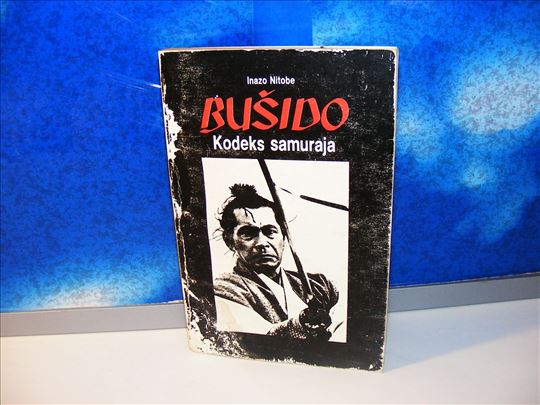 Inazo Nitobe
BUŠIDO
Kodeks samuraja